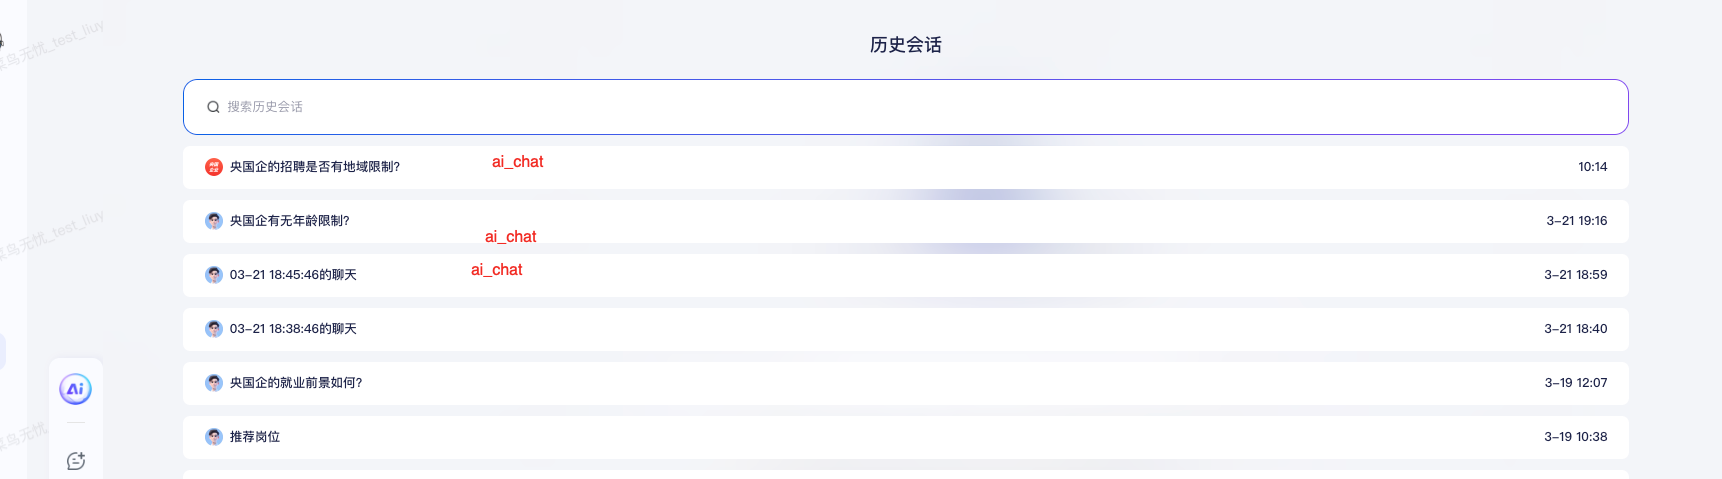 菜鸟无忧_test_liuy
历史会话
搜索历史会话
央国企的招聘是否有地域限制?
ai_chat
10:14
央国企有无年龄限制?
3-21 19:16
ai_chat
菜鸟无忧_test_liuy
03-21 18:45:46的聊天
ai_chat
3-21 18:59
03-21 18:38:46的聊天
3-21 18:40
Ai
央国企的就业前景如何?
3-19 12:07
菜鸟无忧
推荐岗位
3-19 10:38